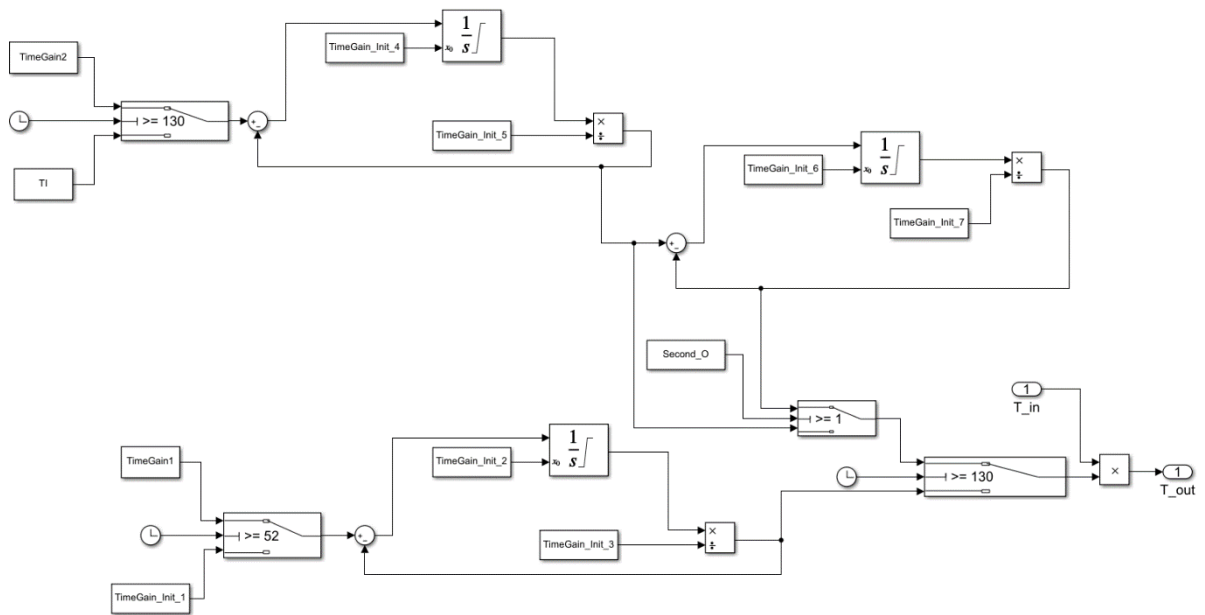 TimeGain2
TimeGain_Init_4
x₀
1
s
>= 130
TimeGain_Init_5
×
÷
TI
+
−
TimeGain_Init_6
x₀
1
s
×
÷
TimeGain_Init_7
+
−
Second_O
>= 1
1
T_in
TimeGain1
TimeGain_Init_2
x₀
1
s
>= 130
×
1
T_out
>= 52
+
−
TimeGain_Init_3
×
÷
TimeGain_Init_1